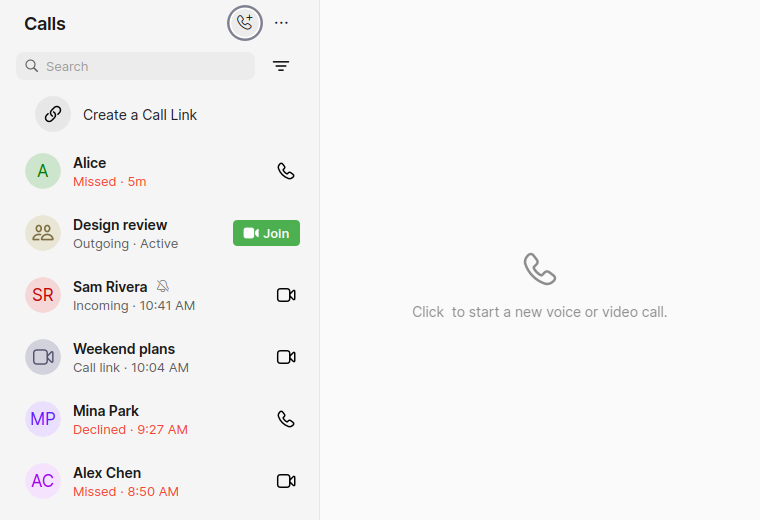 Calls
Search
Create a Call Link
A
Alice
Missed · 5m
Design review
Outgoing · Active
Join
SR
Sam Rivera
Incoming · 10:41 AM
Weekend plans
Call link · 10:04 AM
MP
Mina Park
Declined · 9:27 AM
AC
Alex Chen
Missed · 8:50 AM
Click  to start a new voice or video call.